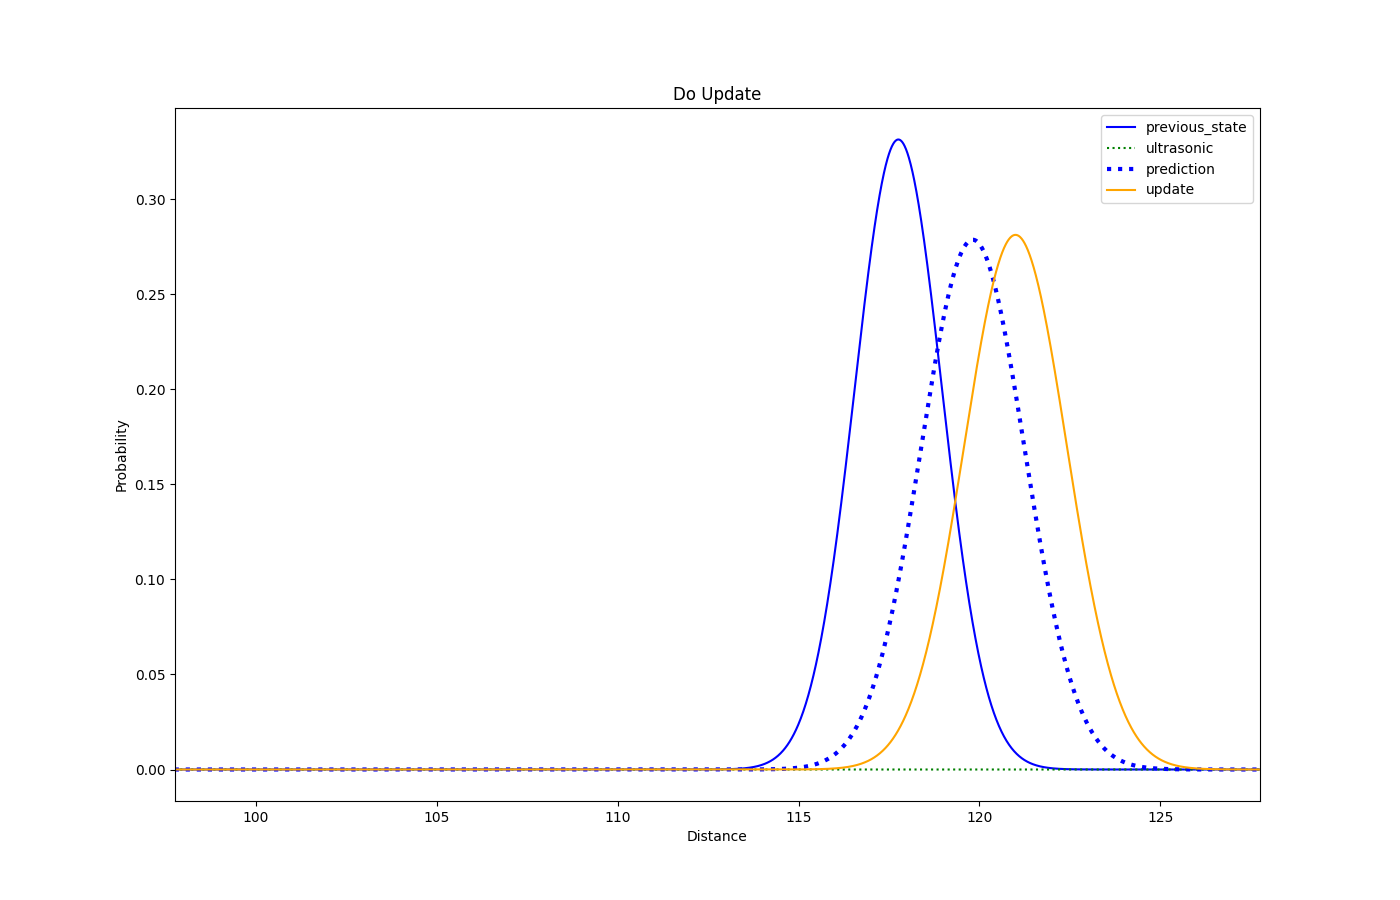 Do Update
previous_state
ultrasonic
prediction
update
Probability
0.30
0.25
0.20
0.15
0.10
0.05
0.00
100 105 110 115 120 125
Distance